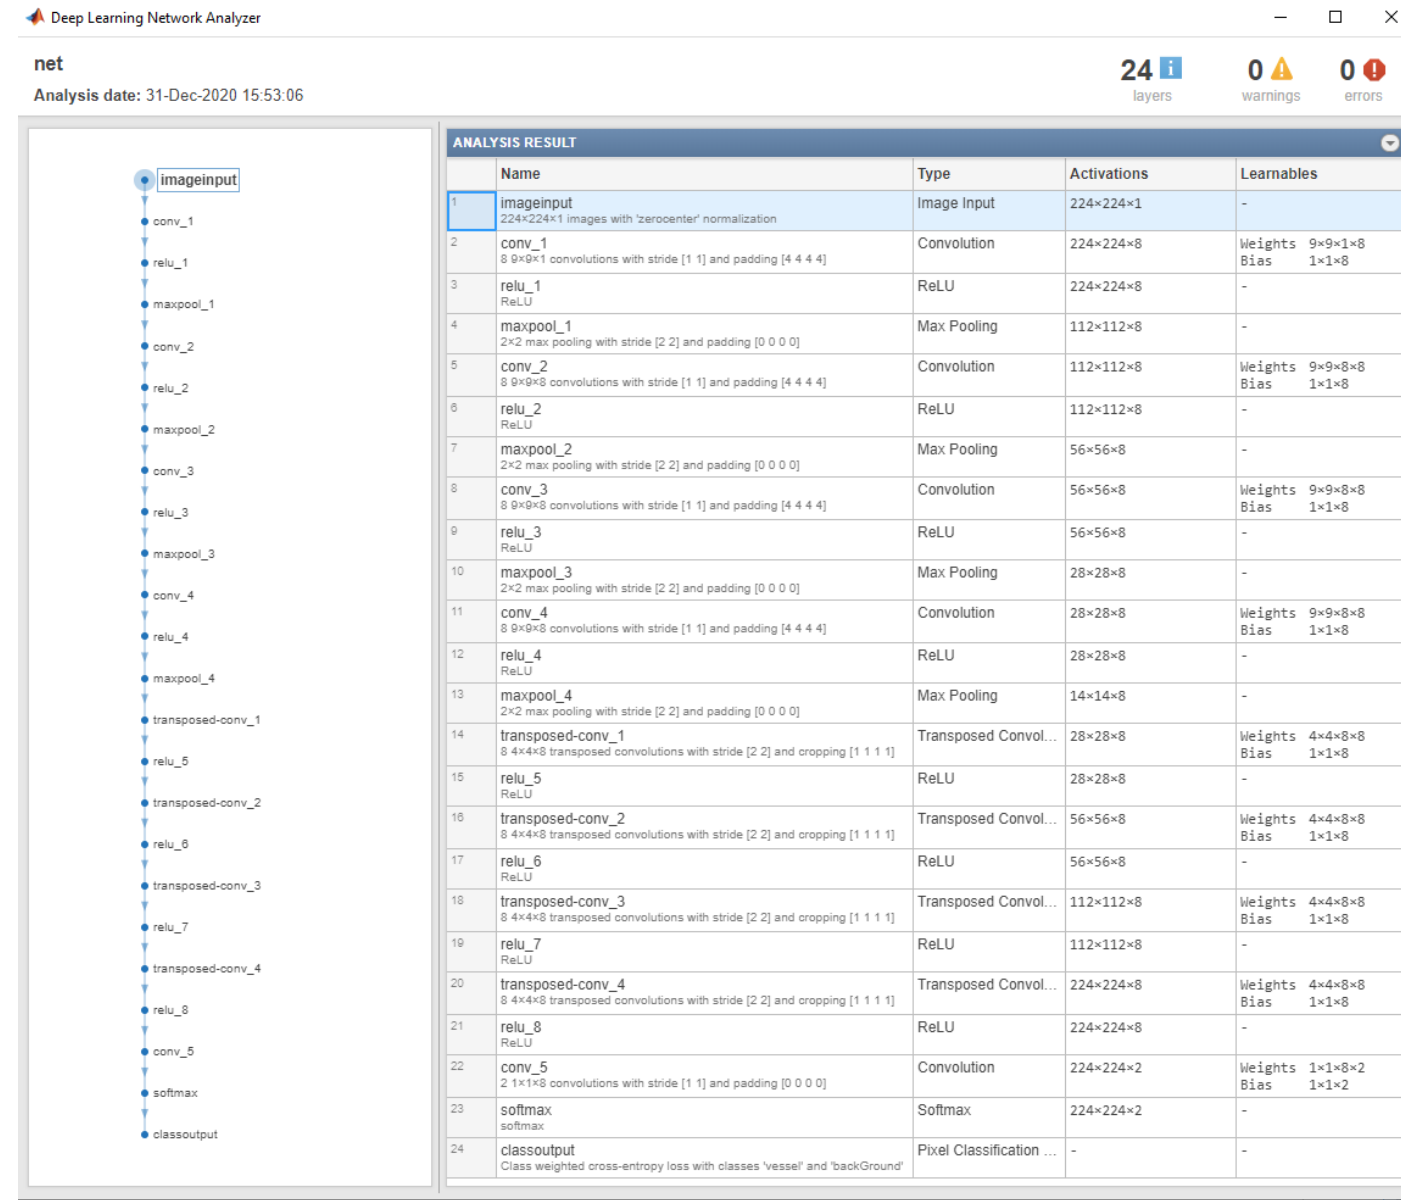 Deep Learning Network Analyzer
net
Analysis date: 31-Dec-2020 15:53:06
24 i
layers
0
warnings
0
errors
imageinput
conv_1
relu_1
maxpool_1
conv_2
relu_2
maxpool_2
conv_3
relu_3
maxpool_3
conv_4
relu_4
maxpool_4
transposed-conv_1
relu_5
transposed-conv_2
relu_6
transposed-conv_3
relu_7
transposed-conv_4
relu_8
conv_5
softmax
classoutput
ANALYSIS RESULT
Name Type Activations Learnables
1 imageinput Image Input 224×224×1 -
224×224×1 images with 'zerocenter' normalization
2 conv_1 Convolution 224×224×8 Weights 9×9×1×8
8 9×9×1 convolutions with stride [1 1] and padding [4 4 4 4] Bias 1×1×8
3 relu_1 ReLU 224×224×8 -
ReLU
4 maxpool_1 Max Pooling 112×112×8 -
2×2 max pooling with stride [2 2] and padding [0 0 0 0]
5 conv_2 Convolution 112×112×8 Weights 9×9×8×8
8 9×9×8 convolutions with stride [1 1] and padding [4 4 4 4] Bias 1×1×8
6 relu_2 ReLU 112×112×8 -
ReLU
7 maxpool_2 Max Pooling 56×56×8 -
2×2 max pooling with stride [2 2] and padding [0 0 0 0]
8 conv_3 Convolution 56×56×8 Weights 9×9×8×8
8 9×9×8 convolutions with stride [1 1] and padding [4 4 4 4] Bias 1×1×8
9 relu_3 ReLU 56×56×8 -
ReLU
10 maxpool_3 Max Pooling 28×28×8 -
2×2 max pooling with stride [2 2] and padding [0 0 0 0]
11 conv_4 Convolution 28×28×8 Weights 9×9×8×8
8 9×9×8 convolutions with stride [1 1] and padding [4 4 4 4] Bias 1×1×8
12 relu_4 ReLU 28×28×8 -
ReLU
13 maxpool_4 Max Pooling 14×14×8 -
2×2 max pooling with stride [2 2] and padding [0 0 0 0]
14 transposed-conv_1 Transposed Convol... 28×28×8 Weights 4×4×8×8
8 4×4×8 transposed convolutions with stride [2 2] and cropping [1 1 1 1] Bias 1×1×8
15 relu_5 ReLU 28×28×8 -
ReLU
16 transposed-conv_2 Transposed Convol... 56×56×8 Weights 4×4×8×8
8 4×4×8 transposed convolutions with stride [2 2] and cropping [1 1 1 1] Bias 1×1×8
17 relu_6 ReLU 56×56×8 -
ReLU
18 transposed-conv_3 Transposed Convol... 112×112×8 Weights 4×4×8×8
8 4×4×8 transposed convolutions with stride [2 2] and cropping [1 1 1 1] Bias 1×1×8
19 relu_7 ReLU 112×112×8 -
ReLU
20 transposed-conv_4 Transposed Convol... 224×224×8 Weights 4×4×8×8
8 4×4×8 transposed convolutions with stride [2 2] and cropping [1 1 1 1] Bias 1×1×8
21 relu_8 ReLU 224×224×8 -
ReLU
22 conv_5 Convolution 224×224×2 Weights 1×1×8×2
2 1×1×8 convolutions with stride [1 1] and padding [0 0 0 0] Bias 1×1×2
23 softmax Softmax 224×224×2 -
softmax
24 classoutput Pixel Classification ... - -
Class weighted cross-entropy loss with classes 'vessel' and 'backGround'